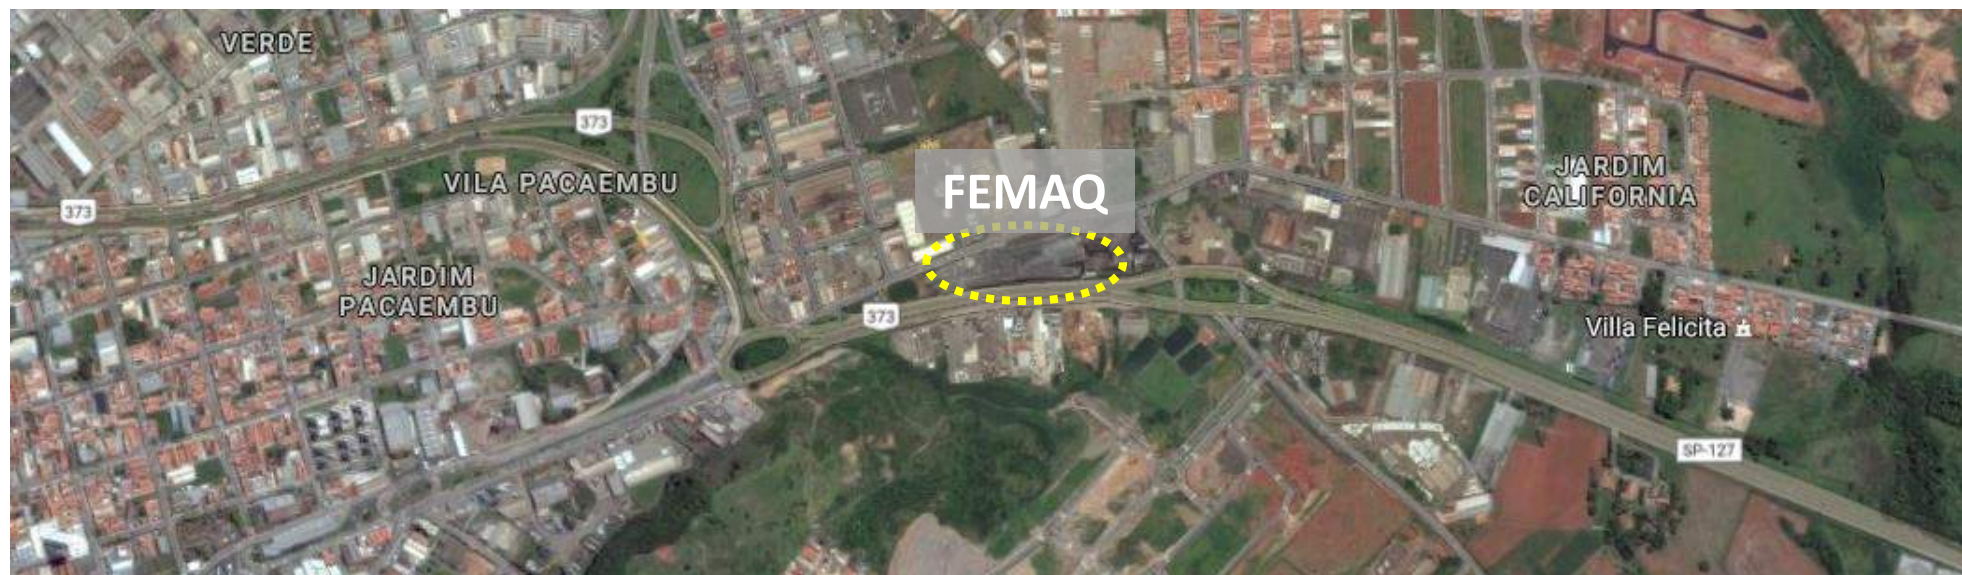 VERDE
373
VILA PACAEMBU
373
JARDIM
PACAEMBU
FEMAQ
373
JARDIM
CALIFORNIA
Villa Felicita
SP-127